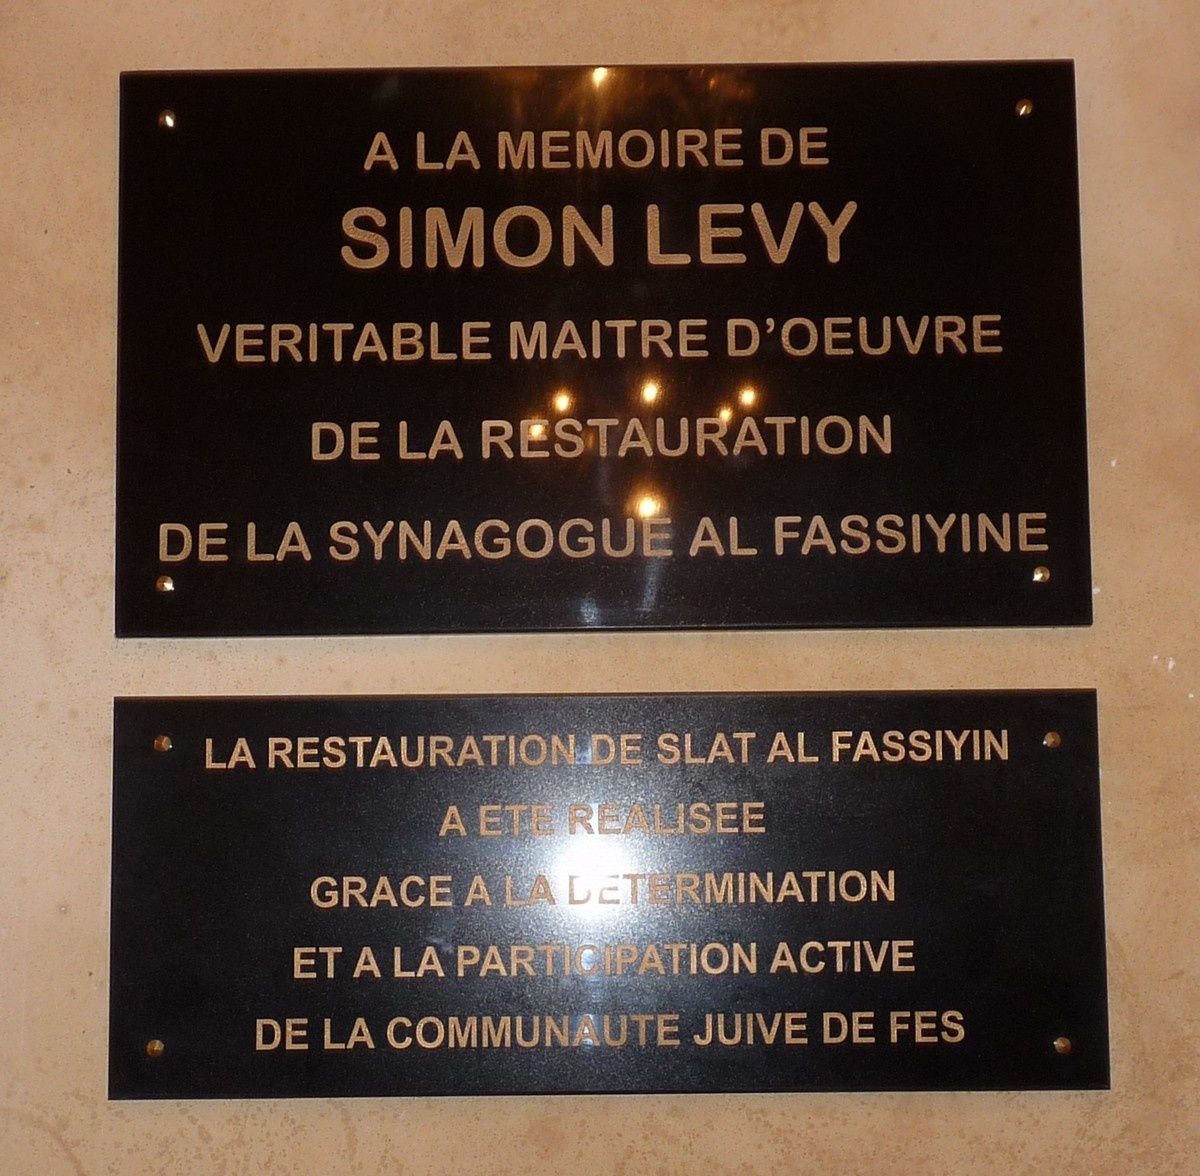 A LA MEMOIRE DE
SIMON LEVY
VERITABLE MAITRE D'OEUVRE
DE LA RESTAURATION
DE LA SYNAGOGUE AL FASSIYINE
LA RESTAURATION DE SLAT AL FASSIYIN
A ETE REALISEE
GRACE A LA DETERMINATION
ET A LA PARTICIPATION ACTIVE
DE LA COMMUNAUTE JUIVE DE FES